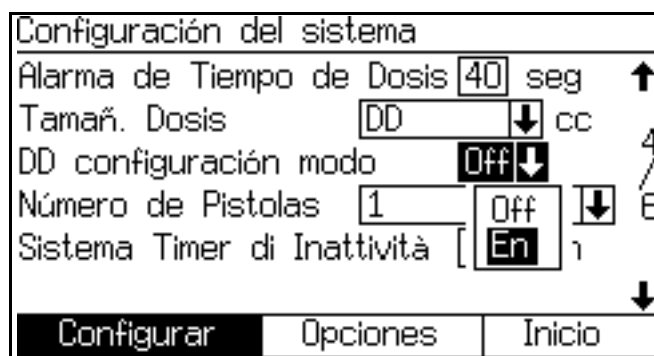 Configuración del sistema
Alarma de Tiempo de Dosis 40 seg
Tamañ. Dosis DD cc
DD configuración modo Off
Número de Pistolas 1 Off
Sistema Timer di Inattività [ En
Configurar Opciones Inicio